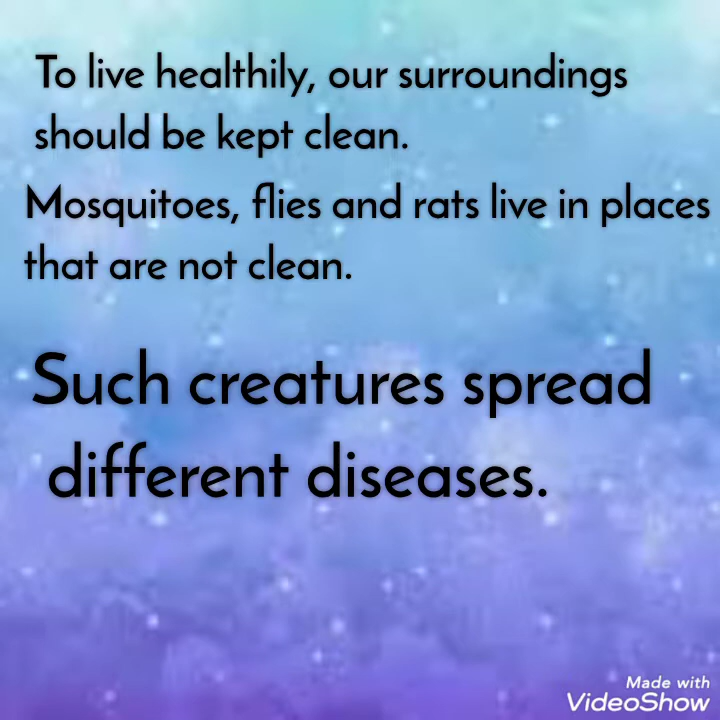 To live healthily, our surroundings
should be kept clean.
Mosquitoes, flies and rats live in places
that are not clean.
Such creatures spread
different diseases.
Made with
VideoShow